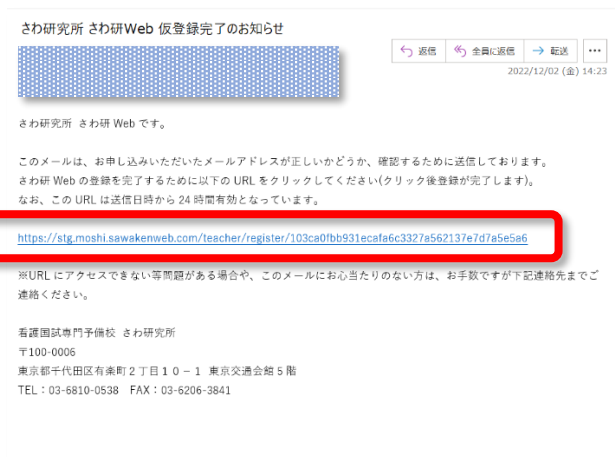 さわ研究所 さわ研Web 仮登録完了のお知らせ
返信 全員に返信 転送 …
2022/12/02 (金) 14:23
さわ研究所 さわ研 Web です。
このメールは、お申し込みいただいたメールアドレスが正しいかどうか、確認するために送信しております。
さわ研 Web の登録を完了するために以下の URL をクリックしてください(クリック後登録が完了します)。
なお、この URL は送信日時から 24 時間有効となっています。
https://stg.moshi.sawakenweb.com/teacher/register/103ca0fbb931ecafa6c3327a562137e7d7a5e5a6
※URL にアクセスできない等問題がある場合や、このメールにお心当たりのない方は、お手数ですが下記連絡先までご
連絡ください。
看護国試専門予備校 さわ研究所
〒100-0006
東京都千代田区有楽町２丁目１０－１ 東京交通会館 8 階
TEL：03-6810-0538 FAX：03-6206-3841